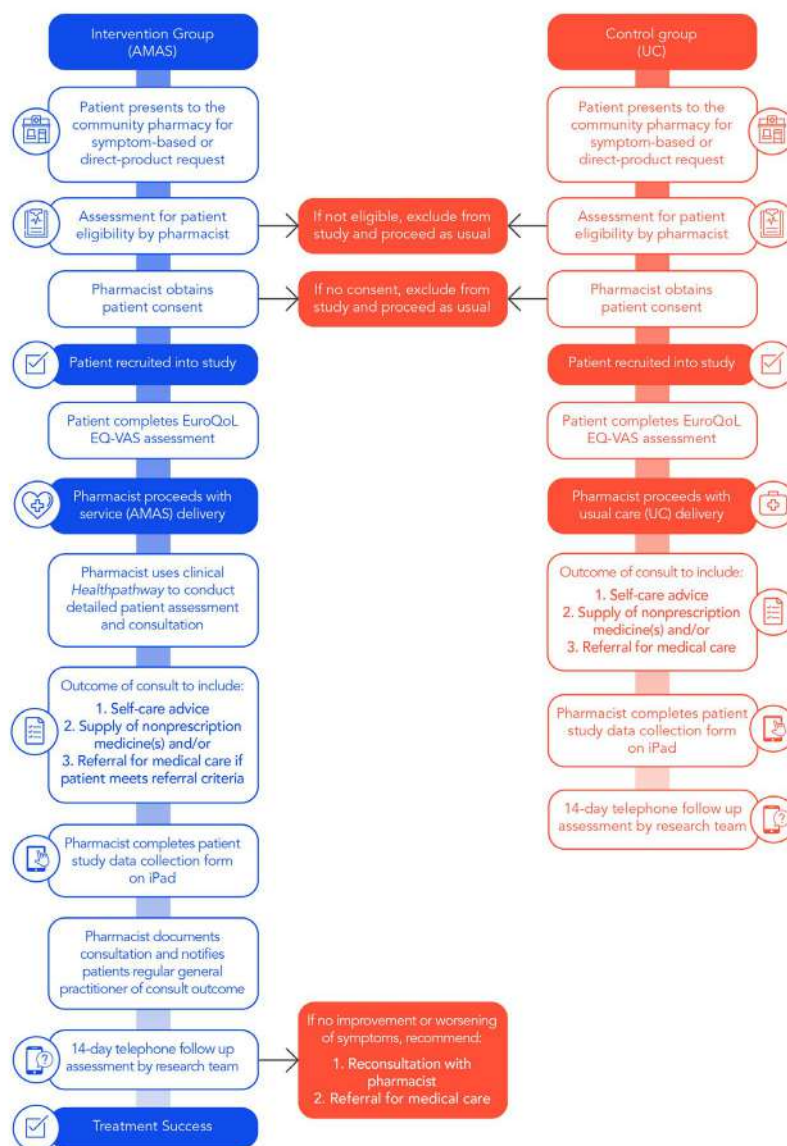 Intervention Group
(AMAS)
Patient presents to the
community pharmacy for
symptom-based or
direct-product request
Assessment for patient
eligibility by pharmacist
Pharmacist obtains
patient consent
Patient recruited into study
Patient completes EuroQoL
EQ-VAS assessment
Pharmacist proceeds with
service (AMAS) delivery
Pharmacist uses clinical
Healthpathway to conduct
detailed patient assessment
and consultation
Outcome of consult to include:
1. Self-care advice
2. Supply of nonprescription
medicine(s) and/or
3. Referral for medical care if
patient meets referral criteria
Pharmacist completes patient
study data collection form
on iPad
Pharmacist documents
consultation and notifies
patients regular general
practitioner of consult outcome
14-day telephone follow up
assessment by research team
Treatment Success
If not eligible, exclude from
study and proceed as usual
If no consent, exclude from
study and proceed as usual
If no improvement or worsening
of symptoms, recommend:
1. Reconsultation with
pharmacist
2. Referral for medical care
Control group
(UC)
Patient presents to the
community pharmacy for
symptom-based or
direct-product request
Assessment for patient
eligibility by pharmacist
Pharmacist obtains
patient consent
Patient recruited into study
Patient completes EuroQoL
EQ-VAS assessment
Pharmacist proceeds with
usual care (UC) delivery
Outcome of consult to include:
1. Self-care advice
2. Supply of nonprescription
medicine(s) and/or
3. Referral for medical care
Pharmacist completes patient
study data collection form
on iPad
14-day telephone follow up
assessment by research team